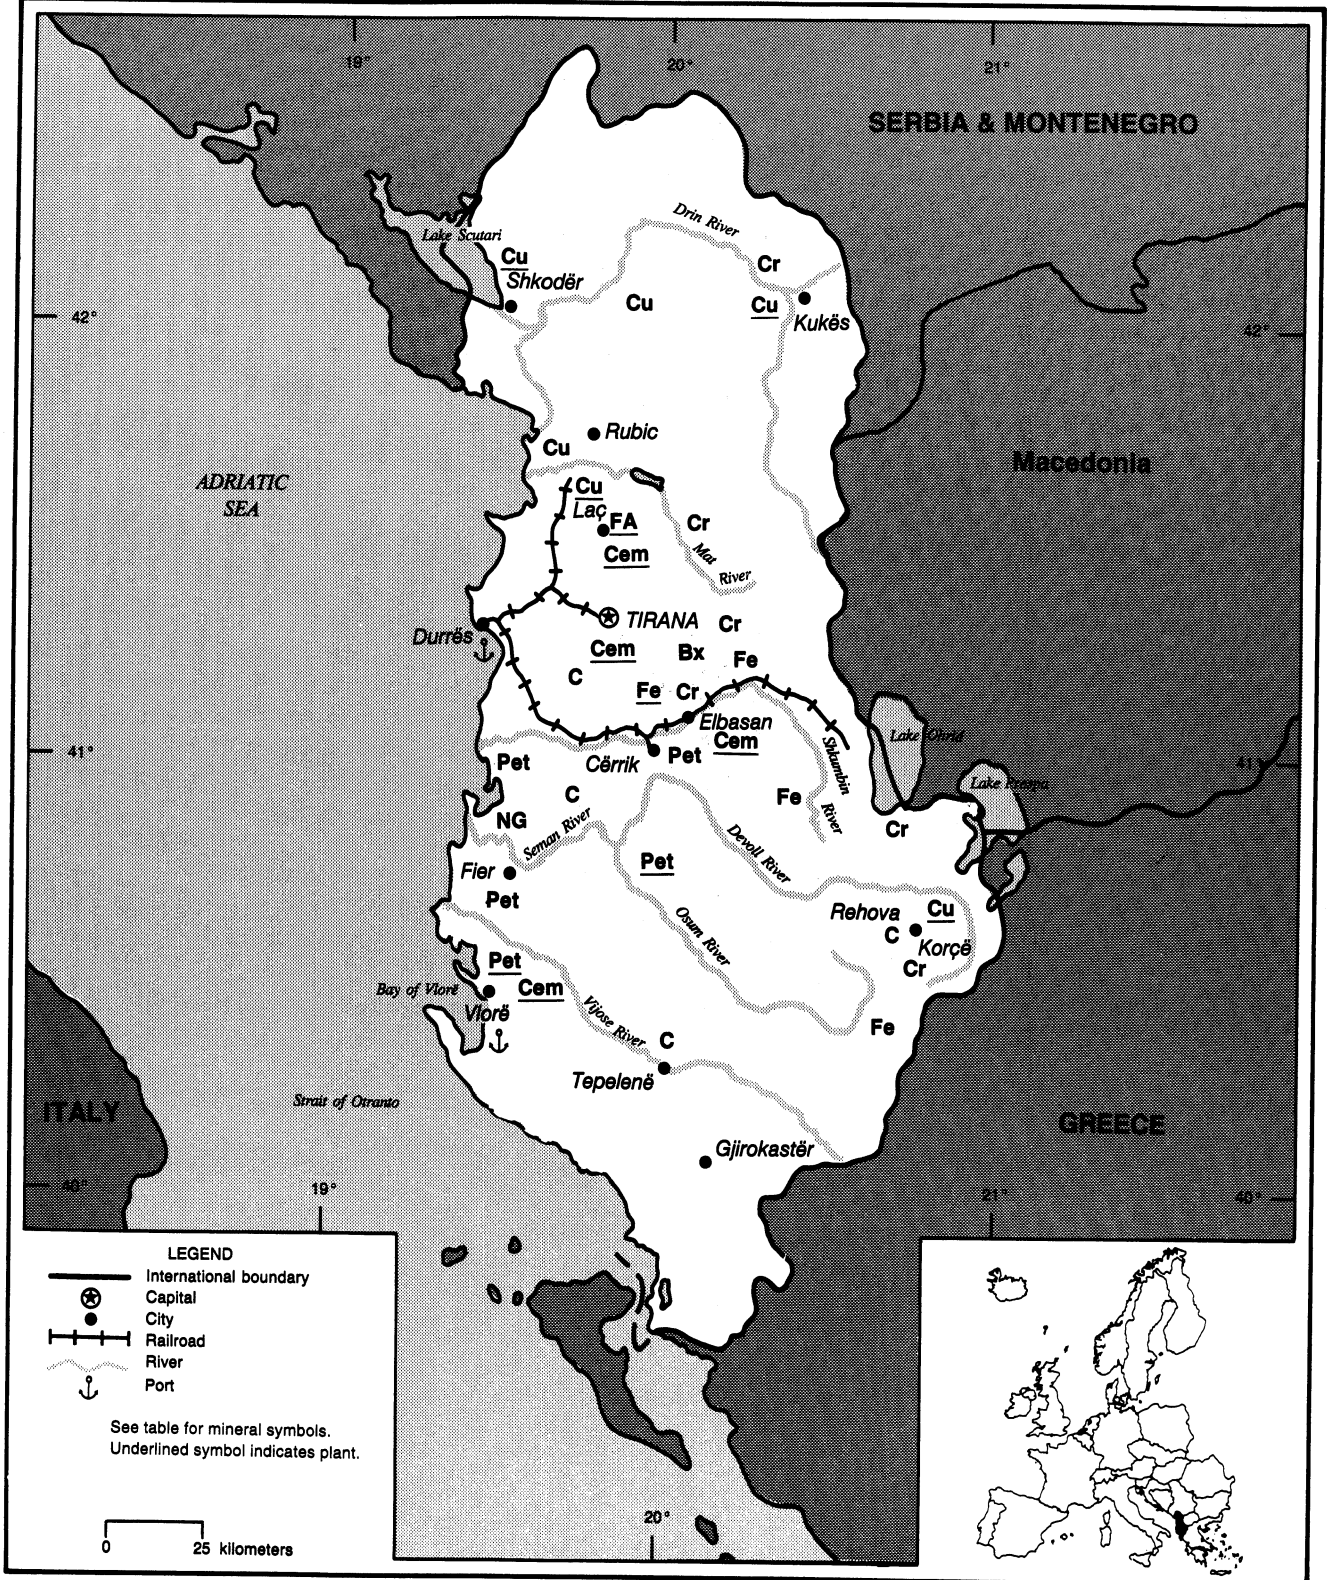 19°
20°
21°
SERBIA & MONTENEGRO
Drin River
Lake Scutari
Cu
Shkodër
Cr
Cu
Cu
Kukës
42°
42°
Rubic
Cu
Macedonia
ADRIATIC
SEA
Cu
Laç
FA
Cr
Cem
Mat
River
TIRANA
Cr
Durrës
Cem
Bx
Fe
C
Fe
Cr
Elbasan
Cem
Shkumbin
River
Lake Ohrid
41°
41°
Pet
Cërrik
Pet
Lake Prespa
C
Fe
NG
Seman River
Cr
Devoll River
Fier
Pet
Pet
Rehova
Cu
Osum River
C
Korçë
Cr
Pet
Bay of Vlorë
Cem
Vlorë
Vijose River
Fe
C
Tepelenë
ITALY
Strait of Otranto
GREECE
Gjirokastër
40°
19°
21°
40°
LEGEND
International boundary
Capital
City
Railroad
River
Port
See table for mineral symbols.
Underlined symbol indicates plant.
20°
0 25 kilometers